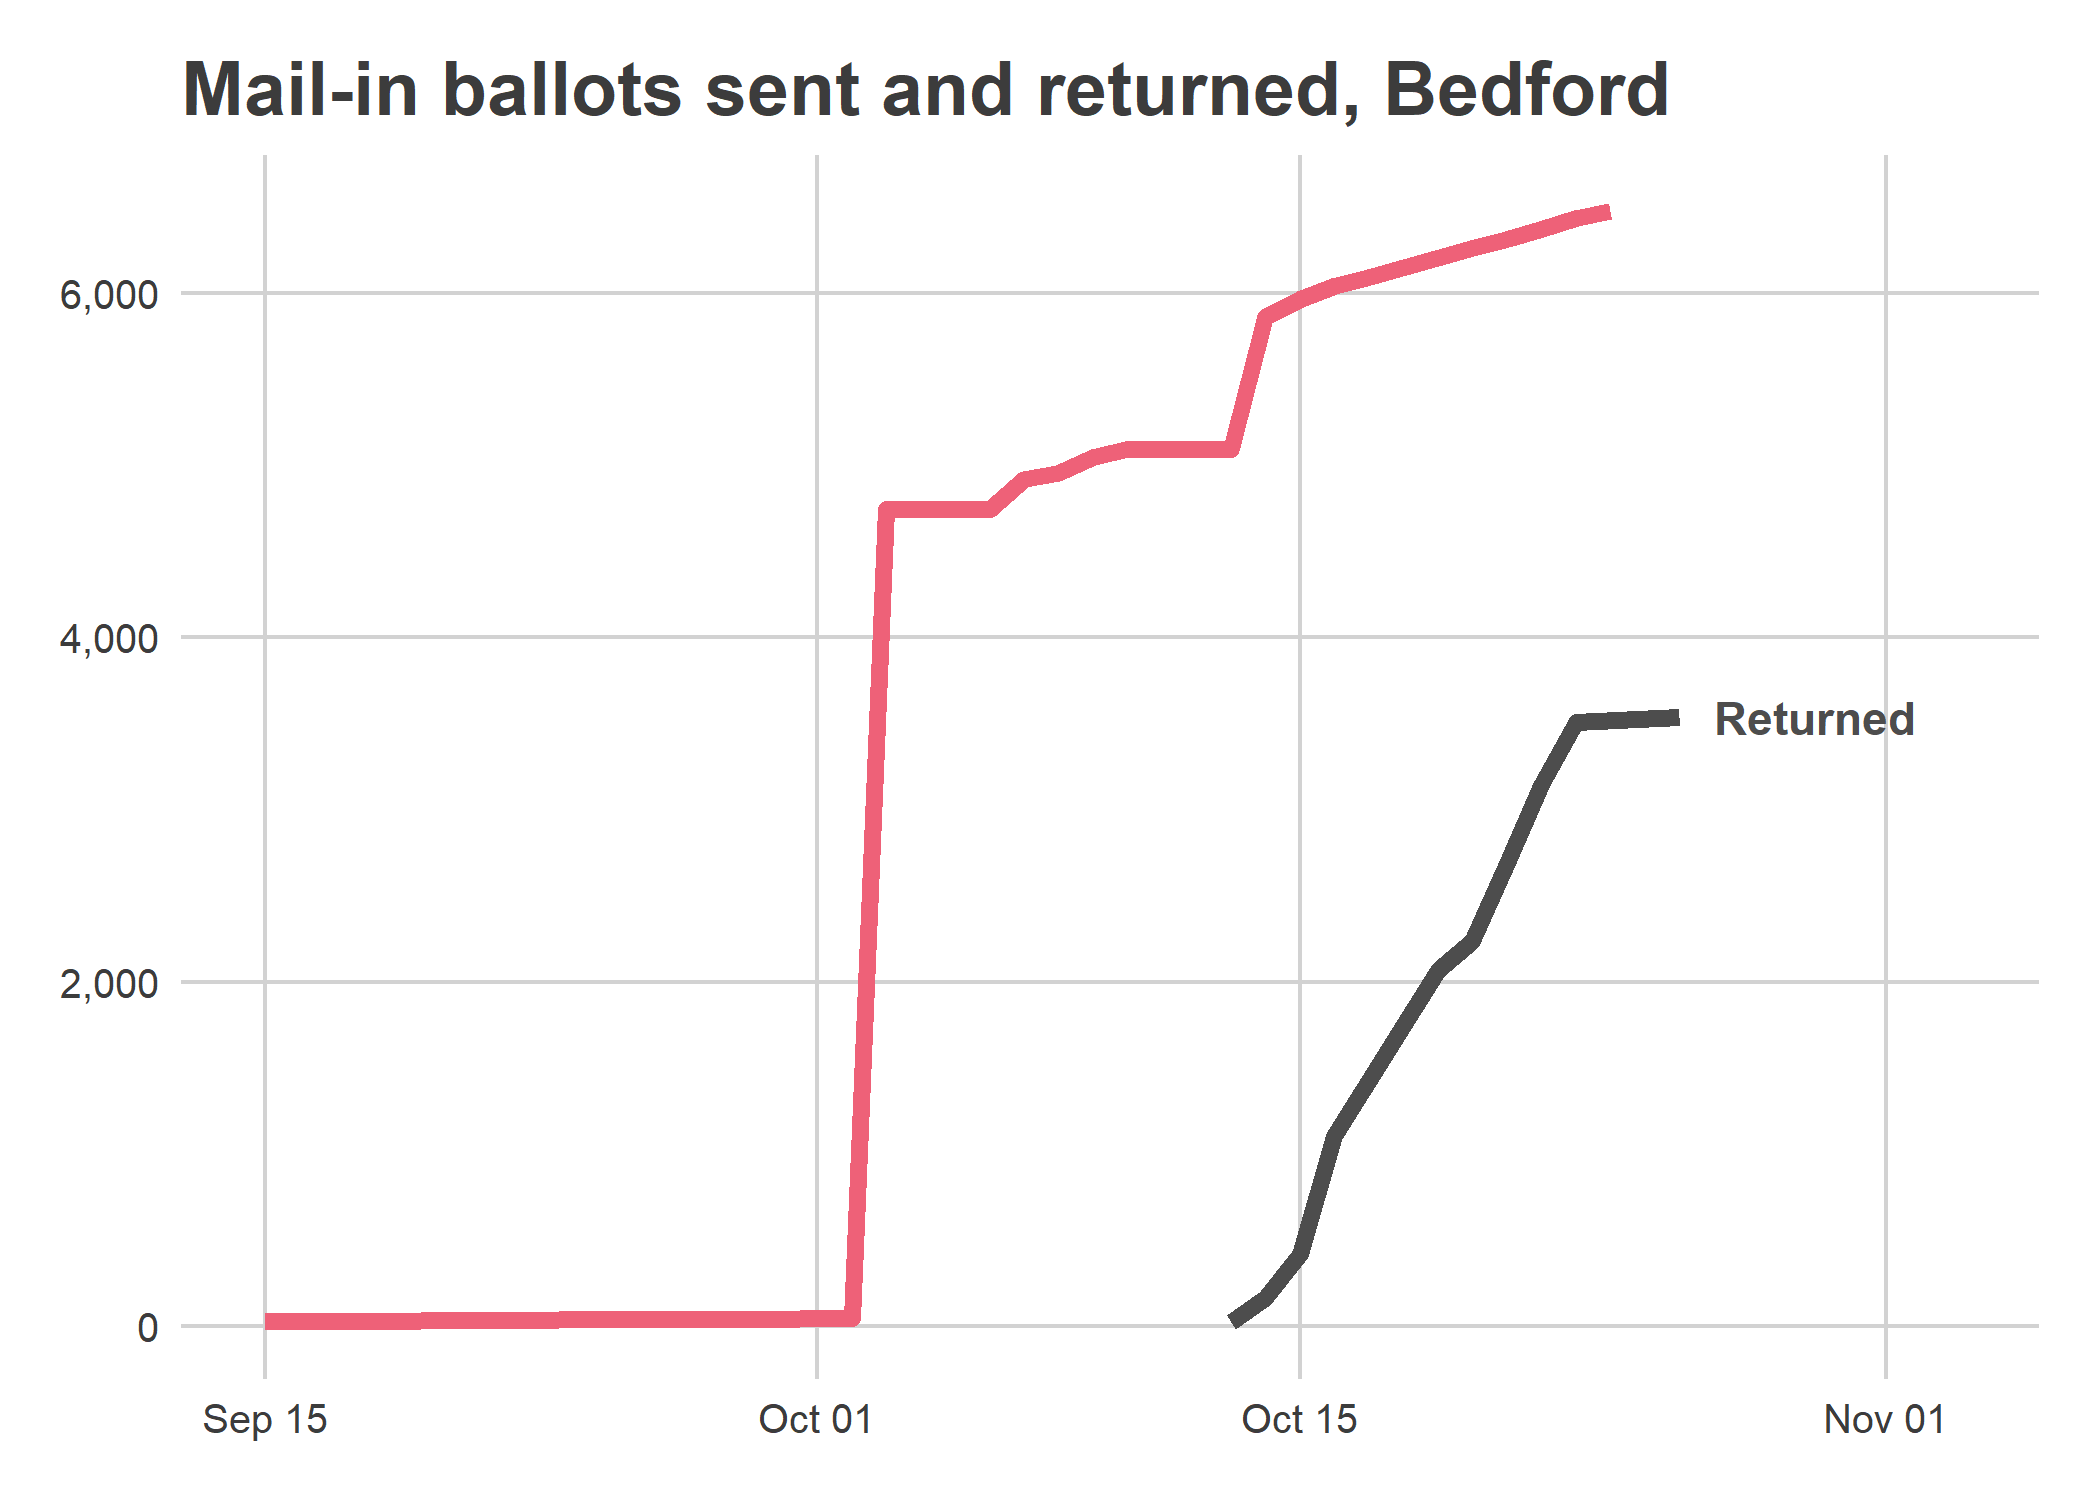 Mail-in ballots sent and returned, Bedford
6,000
4,000
Returned
2,000
0
Sep 15
Oct 01
Oct 15
Nov 01